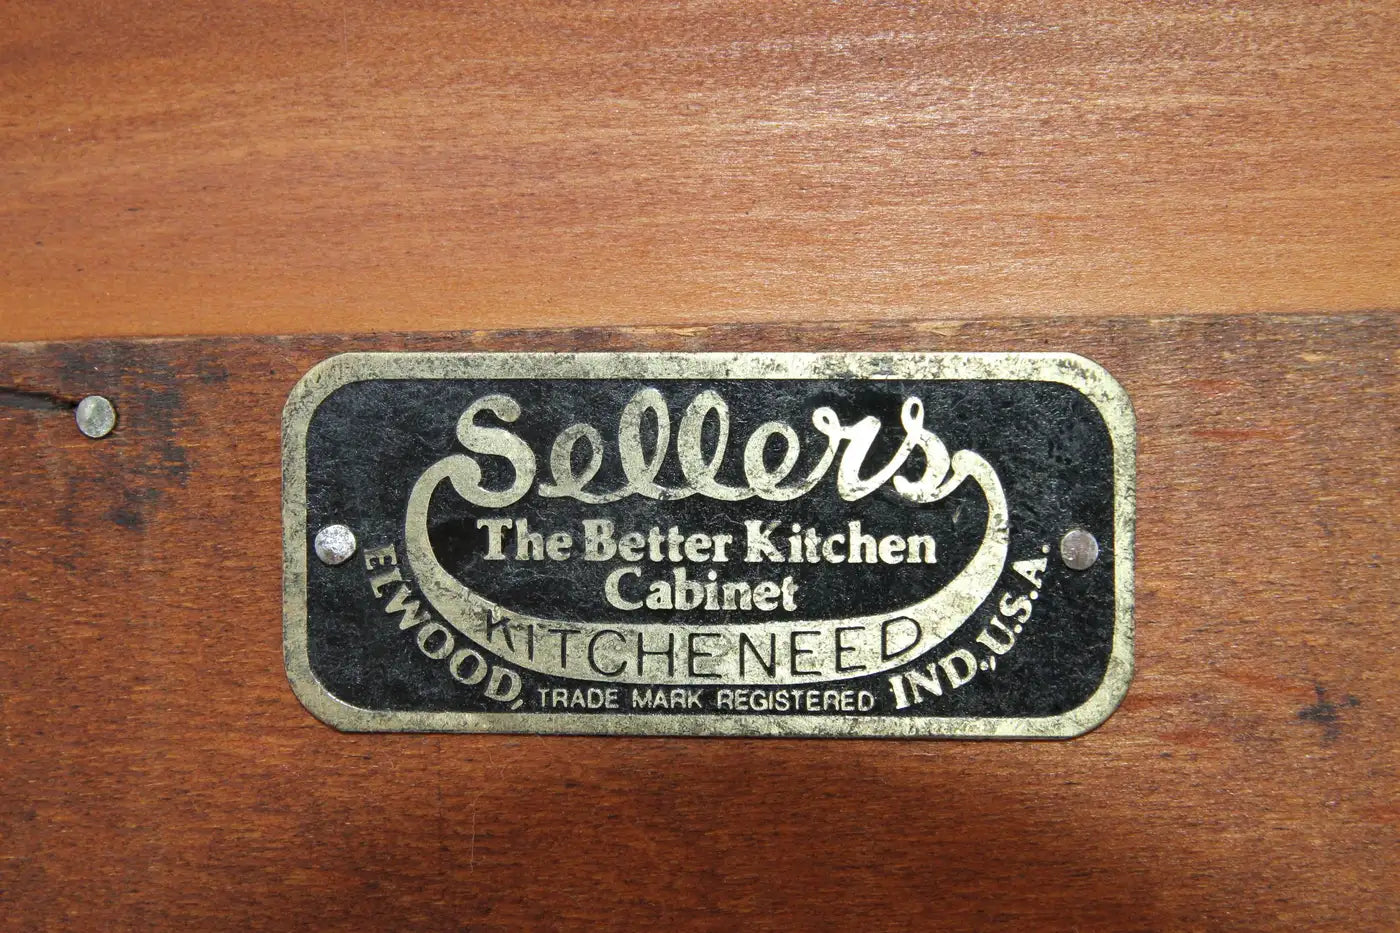 Sellers
The Better Kitchen
Cabinet
KITCHENEED
ELWOOD, IND., U.S.A.
TRADE MARK REGISTERED